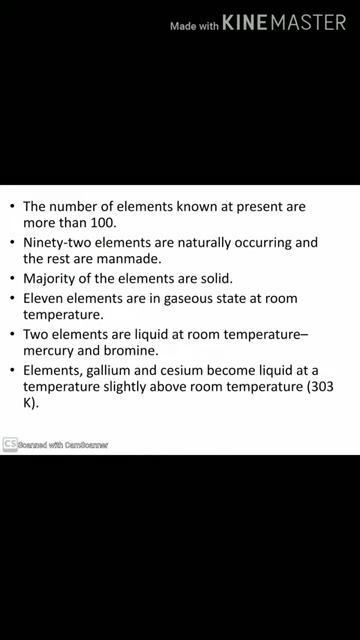 Made with KINEMASTER
• The number of elements known at present are
more than 100.
• Ninety-two elements are naturally occurring and
the rest are manmade.
• Majority of the elements are solid.
• Eleven elements are in gaseous state at room
temperature.
• Two elements are liquid at room temperature–
mercury and bromine.
• Elements, gallium and cesium become liquid at a
temperature slightly above room temperature (303
K).
CS Scanned with CamScanner